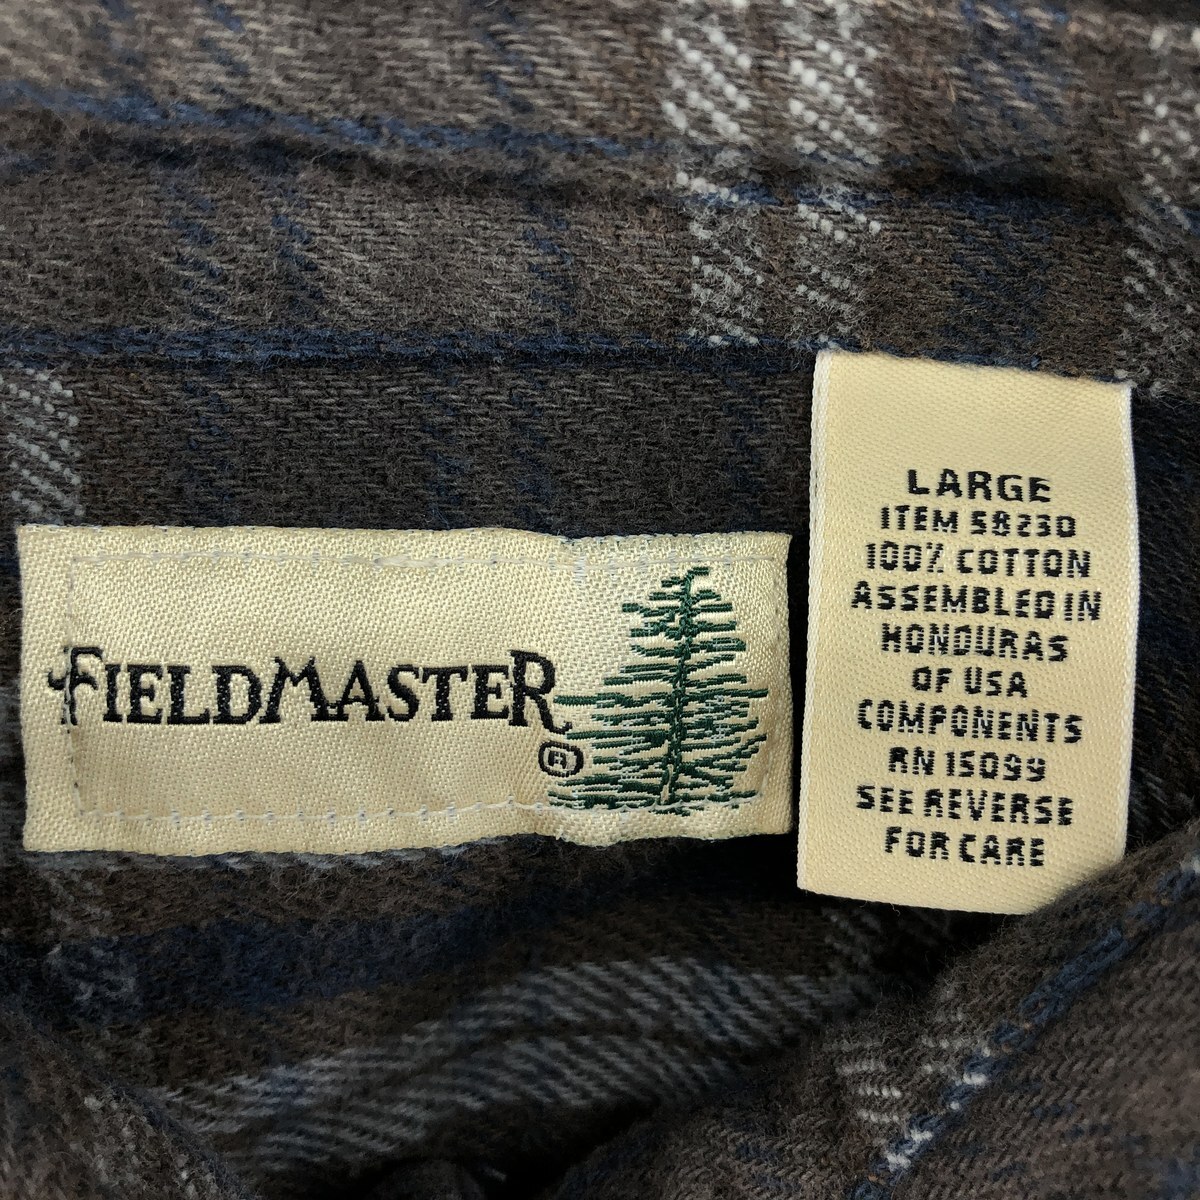 FIELDMASTER
®
LARGE
ITEM 58230
100% COTTON
ASSEMBLED IN
HONDURAS
OF USA
COMPONENTS
RN 15099
SEE REVERSE
FOR CARE